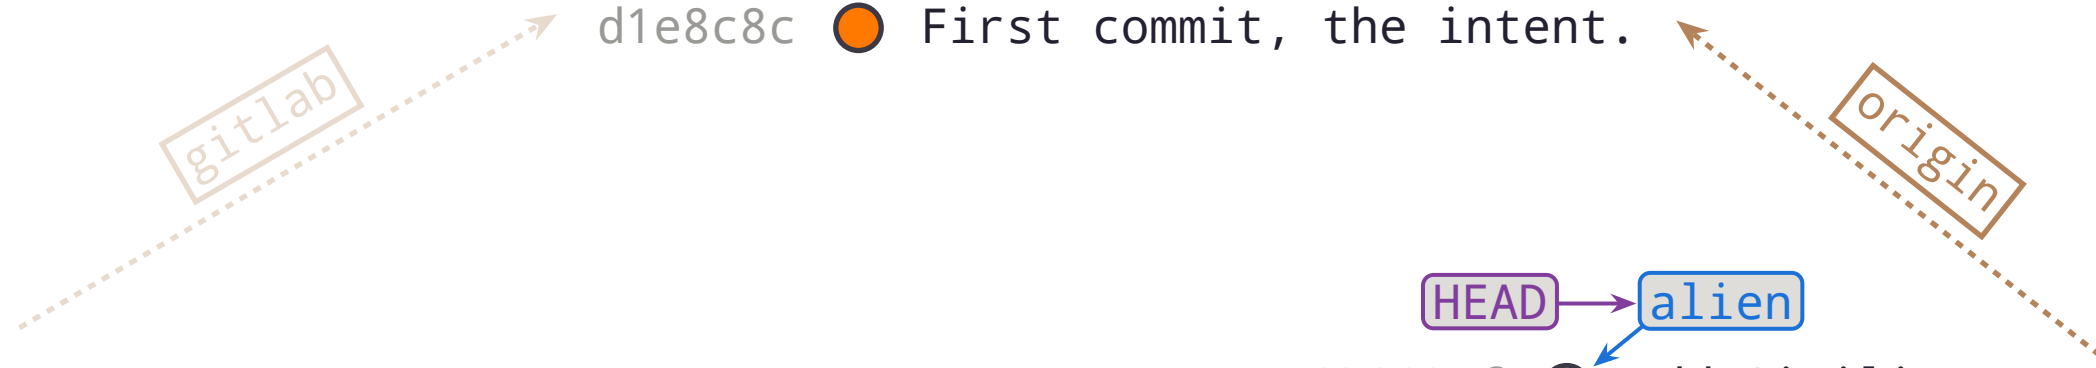 d1e8c8c First commit, the intent.
gitlab
origin
HEAD alien